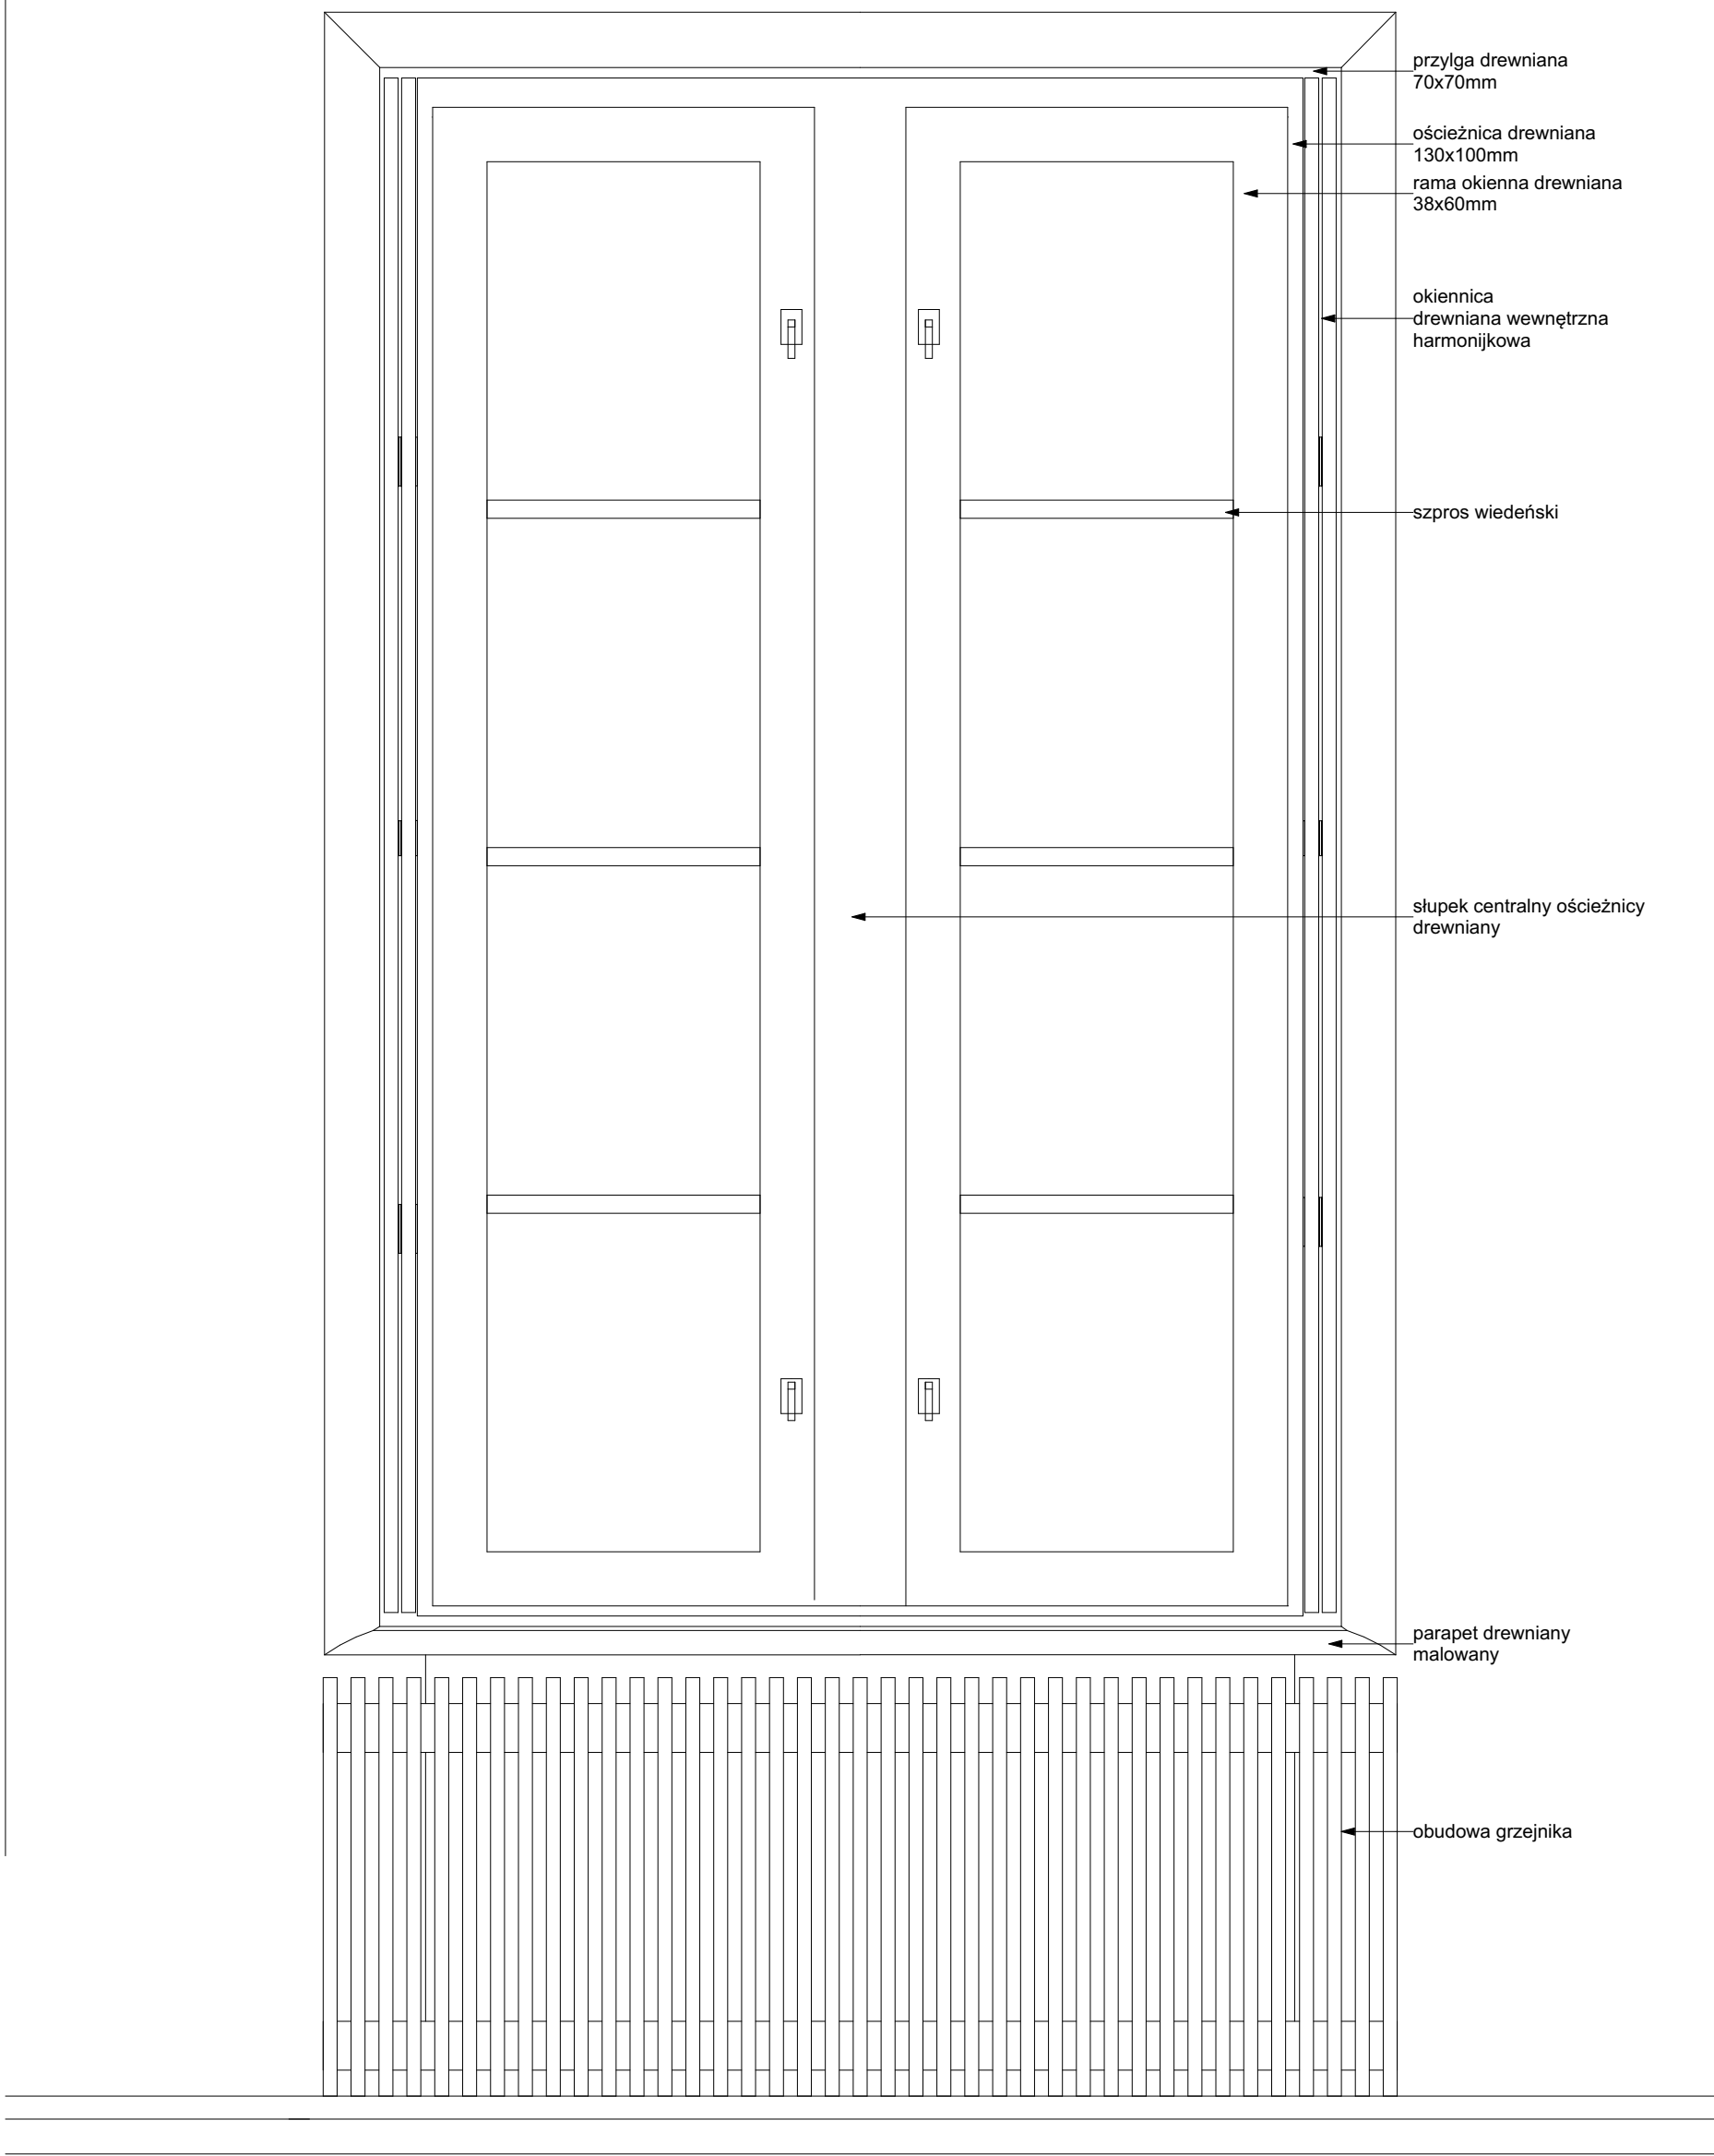 przylga drewniana
70x70mm
ościeżnica drewniana
130x100mm
rama okienna drewniana
38x60mm
okiennica
drewniana wewnętrzna
harmonijkowa
szpros wiedeński
słupek centralny ościeżnicy
drewniany
parapet drewniany
malowany
obudowa grzejnika